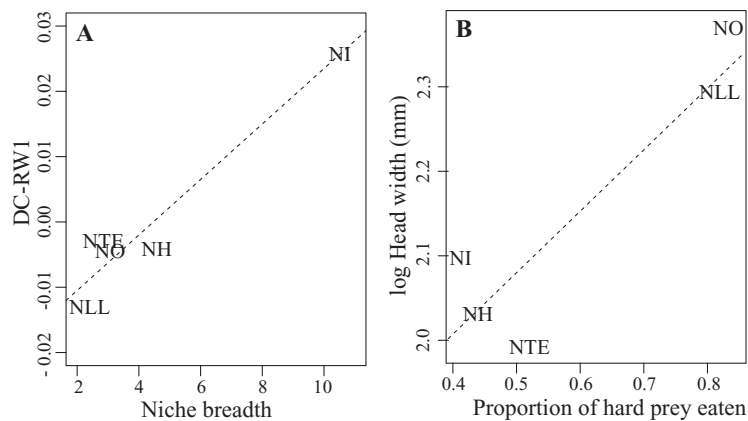 A
0.03
0.02
0.01
0.00
-0.01
- 0.02
DC-RW1
NI
NTE
NO
NH
NLL
2
4
6
8
10
Niche breadth
B
2.3
2.2
2.1
2.0
log Head width (mm)
NO
NLL
NI
NH
NTE
0.4
0.5
0.6
0.7
0.8
Proportion of hard prey eaten